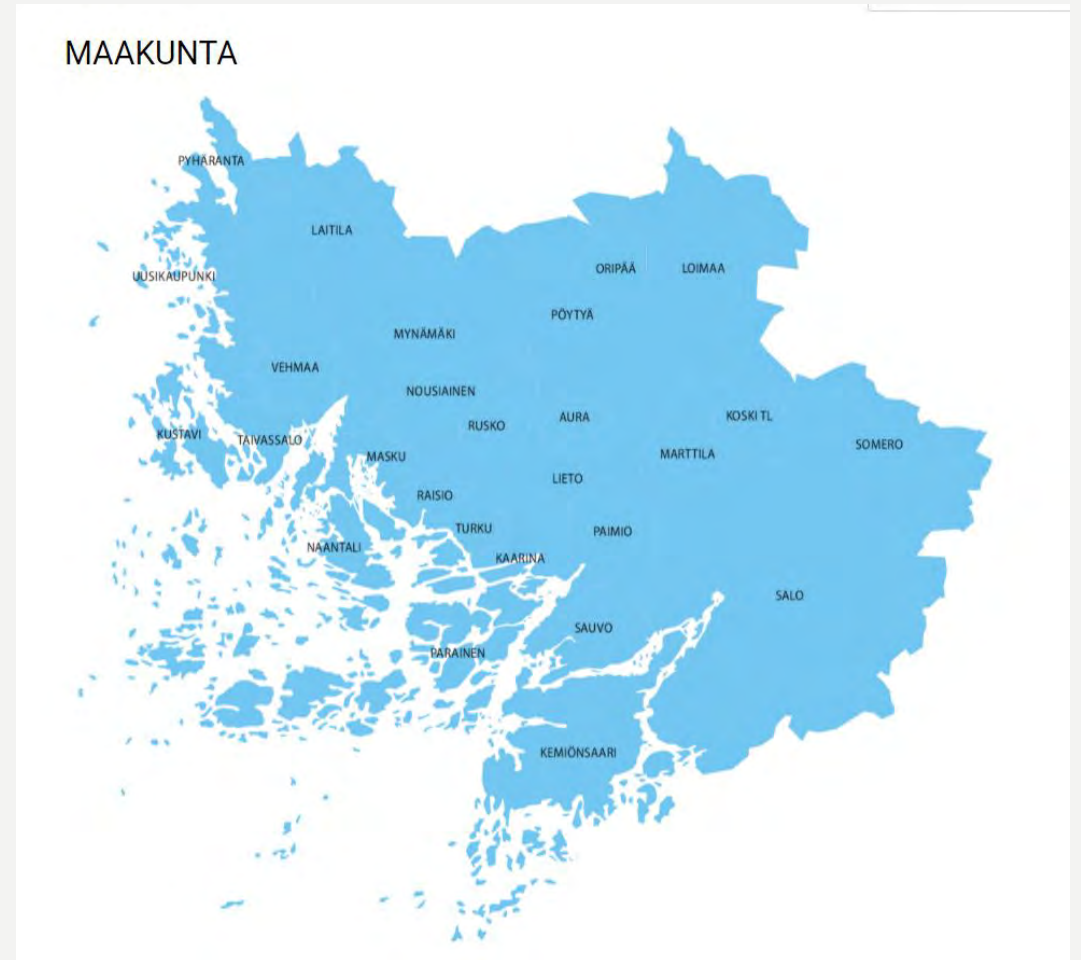 MAAKUNTA
PYHÄRANTA
LAITILA
ORIPÄÄ
LOIMAA
UUSIKAUPUNKI
PÖYTYÄ
MYNÄMÄKI
VEHMAA
NOUSIAINEN
KOSKI TL
AURA
RUSKO
KUSTAVI
TAIVASSALO
SOMERO
MARTTILA
MASKU
LIETO
RAISIO
TURKU
PAIMIO
NAANTALI
KAARINA
SALO
SAUVO
PARAINEN
KEMIÖNSAARI